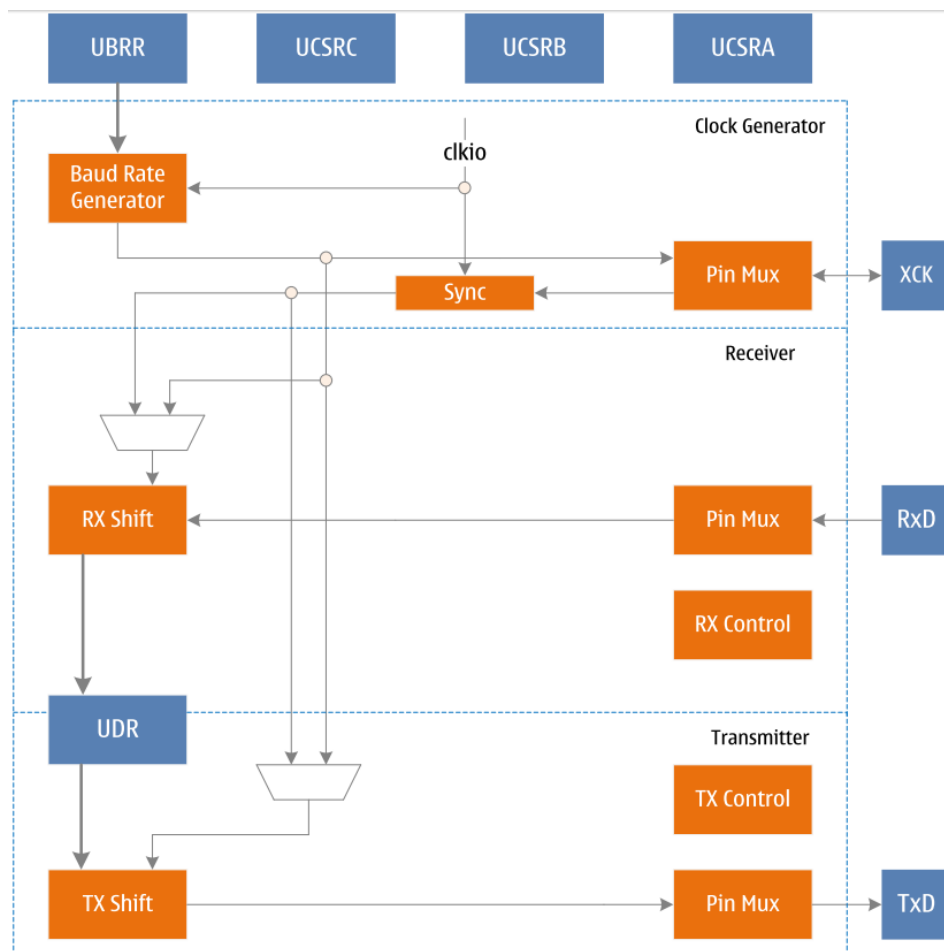 UBRR
UCSRC
UCSRB
UCSRA
Clock Generator
clkio
Baud Rate
Generator
Pin Mux
XCK
Sync
Receiver
RX Shift
Pin Mux
RxD
RX Control
UDR
Transmitter
TX Control
TX Shift
Pin Mux
TxD